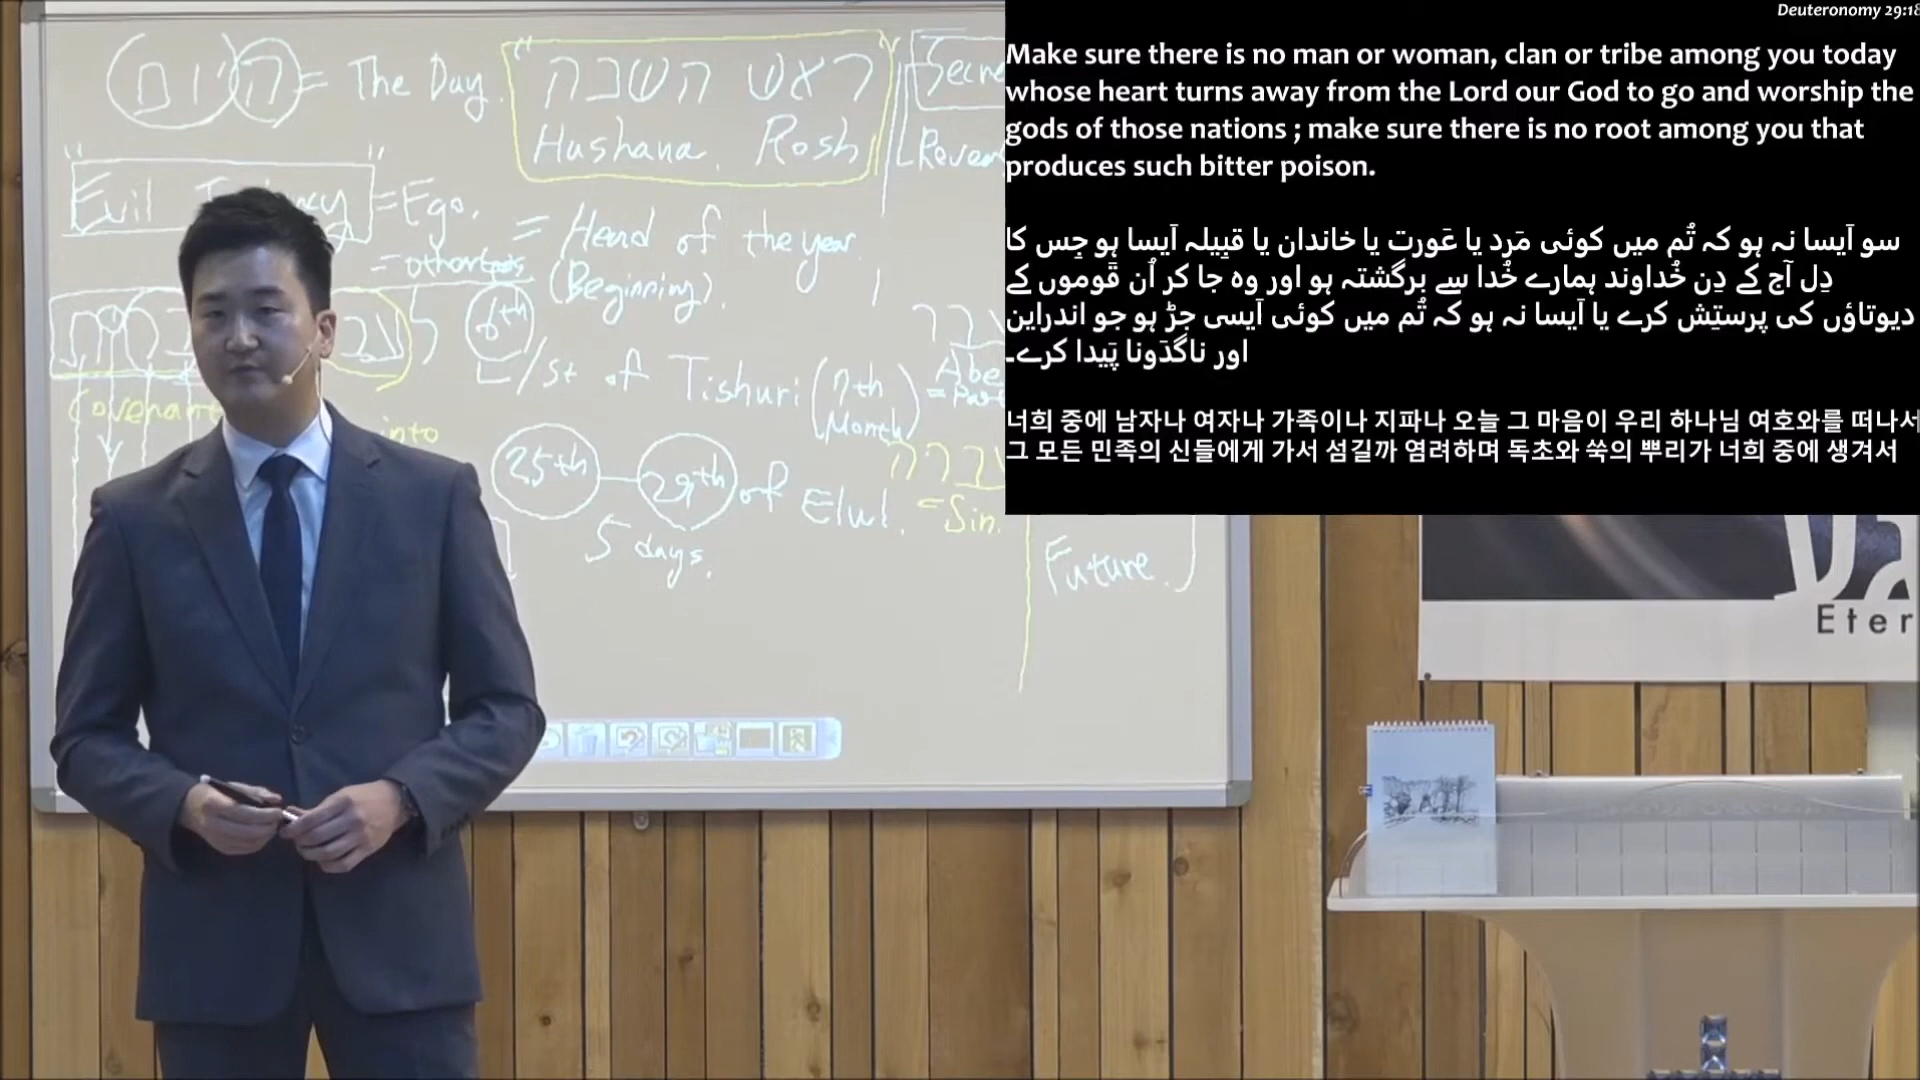 היום = The Day.
"ראש השנה"
Hashana. Rosh
= Head of the year.
(Beginning).
"Evil
= Ego.
= others
6th
1st of Tishuri (7th Month)
Covenant
into
25th — 29th of Elul.
5 days.
= Sin.
Future.
Eter
Deuteronomy 29:18
Make sure there is no man or woman, clan or tribe among you today
whose heart turns away from the Lord our God to go and worship the
gods of those nations ; make sure there is no root among you that
produces such bitter poison.
سو اَیسا نہ ہو کہ تُم میں کوئی مَرد یا عَورت یا خاندان یا قبِیلہ اَیسا ہو جِس کا
دِل آج کے دِن خُداوند ہمارے خُدا سے برگشتہ ہو اور وہ جا کر اُن قَوموں کے
دیوتاؤں کی پرستِش کرے یا اَیسا نہ ہو کہ تُم میں کوئی اَیسی جڑ ہو جو اندراین
اور ناگدَونا پَیدا کرے۔
너희 중에 남자나 여자나 가족이나 지파나 오늘 그 마음이 우리 하나님 여호와를 떠나서
그 모든 민족의 신들에게 가서 섬길까 염려하며 독초와 쑥의 뿌리가 너희 중에 생겨서